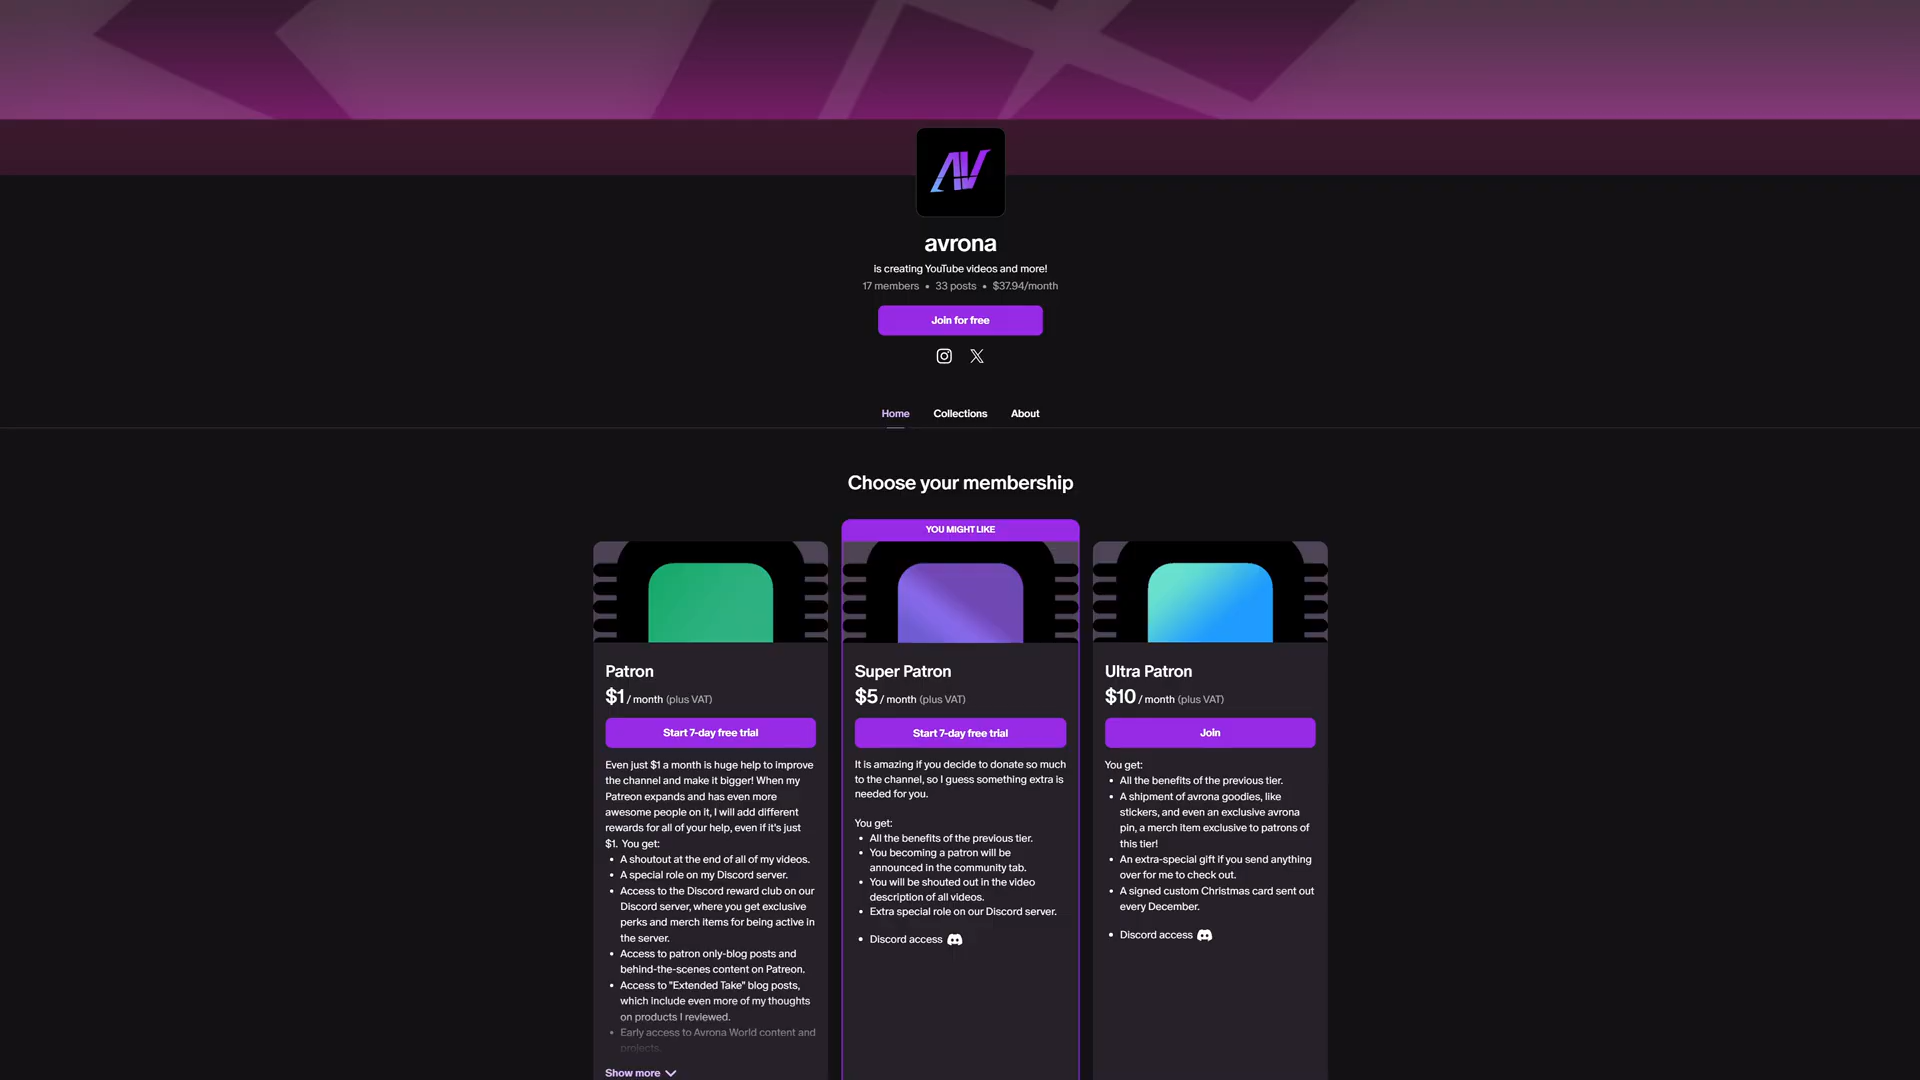 AV
avrona
is creating YouTube videos and more!
17 members • 33 posts • $37.94/month
Join for free
Home
Collections
About
Choose your membership
YOU MIGHT LIKE
Patron
$1 / month (plus VAT)
Start 7-day free trial
Even just $1 a month is huge help to improve
the channel and make it bigger! When my
Patreon expands and has even more
awesome people on it, I will add different
rewards for all of your help, even if it's just
$1. You get:
• A shoutout at the end of all of my videos.
• A special role on my Discord server.
• Access to the Discord reward club on our
Discord server, where you get exclusive
perks and merch items for being active in
the server.
• Access to patron only-blog posts and
behind-the-scenes content on Patreon.
• Access to "Extended Take" blog posts,
which include even more of my thoughts
on products I reviewed.
• Early access to Avrona World content and
projects.
Show more
Super Patron
$5 / month (plus VAT)
Start 7-day free trial
It is amazing if you decide to donate so much
to the channel, so I guess something extra is
needed for you.
You get:
• All the benefits of the previous tier.
• You becoming a patron will be
announced in the community tab.
• You will be shouted out in the video
description of all videos.
• Extra special role on our Discord server.
• Discord access
Ultra Patron
$10 / month (plus VAT)
Join
You get:
• All the benefits of the previous tier.
• A shipment of avrona goodies, like
stickers, and even an exclusive avrona
pin, a merch item exclusive to patrons of
this tier!
• An extra-special gift if you send anything
over for me to check out.
• A signed custom Christmas card sent out
every December.
• Discord access